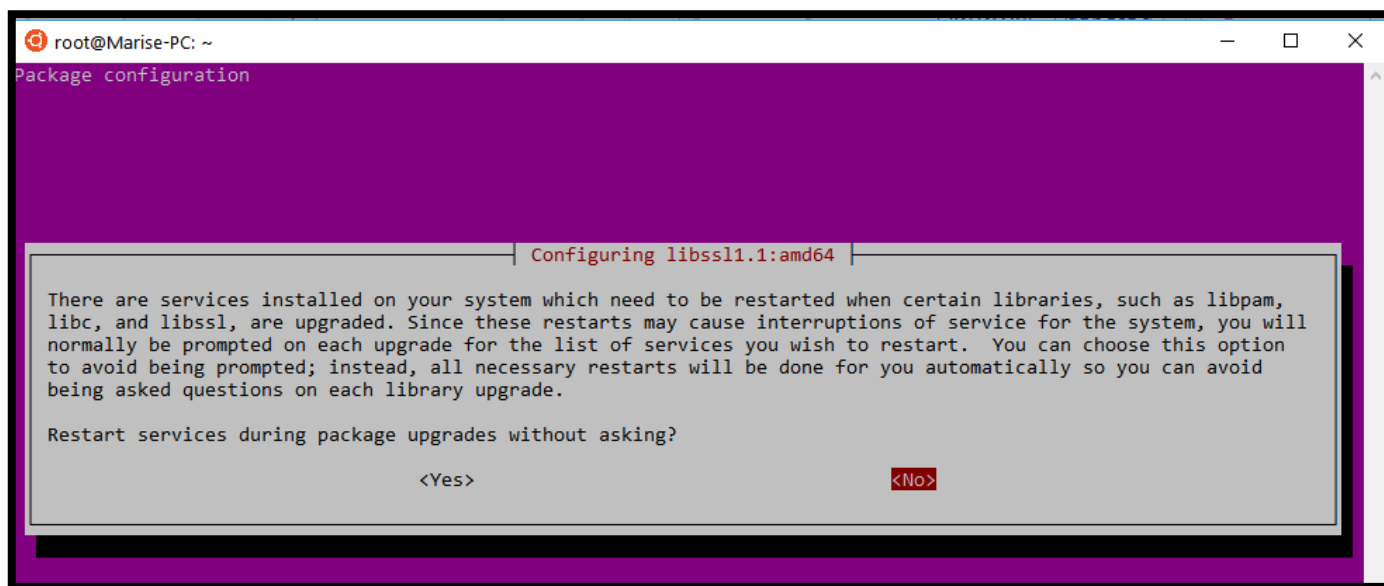 root@Marise-PC: ~
Package configuration
Configuring libssl1.1:amd64
There are services installed on your system which need to be restarted when certain libraries, such as libpam,
libc, and libssl, are upgraded. Since these restarts may cause interruptions of service for the system, you will
normally be prompted on each upgrade for the list of services you wish to restart.  You can choose this option
to avoid being prompted; instead, all necessary restarts will be done for you automatically so you can avoid
being asked questions on each library upgrade.
Restart services during package upgrades without asking?
<Yes> <No>